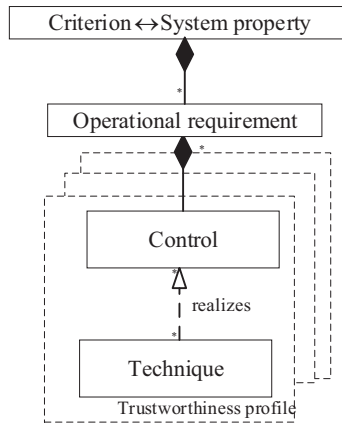 Criterion↔System property
*
Operational requirement
*
Control
*
realizes
*
Technique
Trustworthiness profile